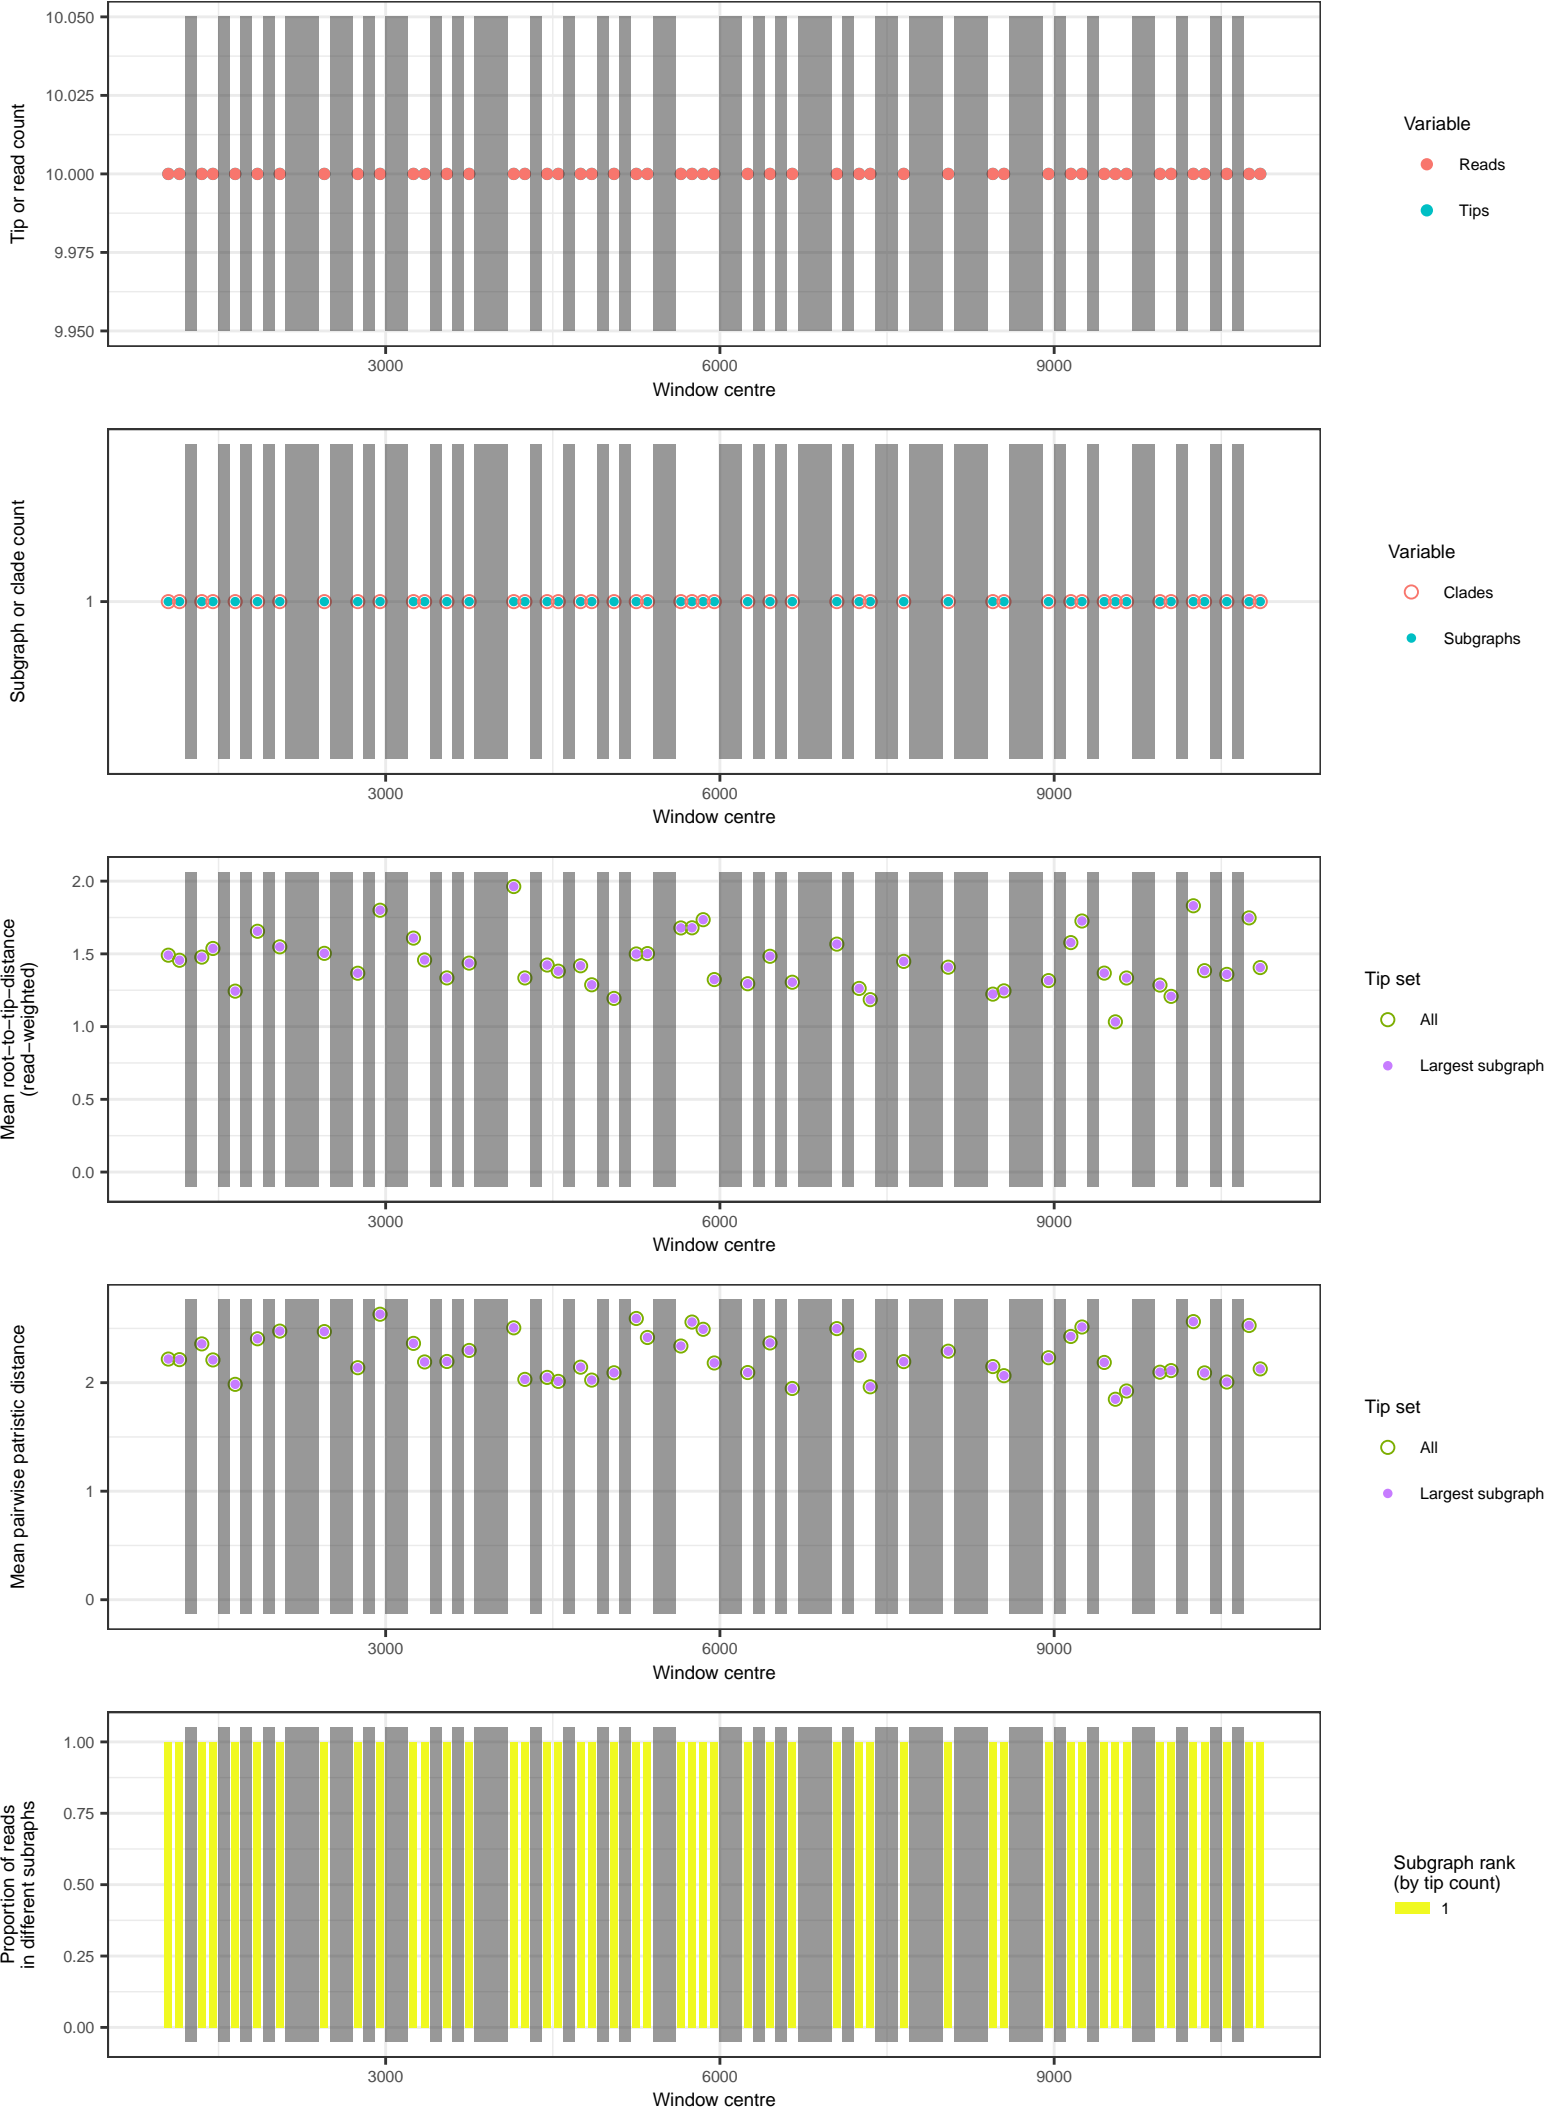 10.050
10.025
10.000
9.975
9.950
Tip or read count
3000
6000
9000
Window centre
Variable
Reads
Tips
1
Subgraph or clade count
3000
6000
9000
Window centre
Variable
Clades
Subgraphs
2.0
1.5
1.0
0.5
0.0
Mean root−to−tip−distance
(read−weighted)
3000
6000
9000
Window centre
Tip set
All
Largest subgraph
2
1
0
Mean pairwise patristic distance
3000
6000
9000
Window centre
Tip set
All
Largest subgraph
1.00
0.75
0.50
0.25
0.00
Proportion of reads
in different subraphs
3000
6000
9000
Window centre
Subgraph rank
(by tip count)
1